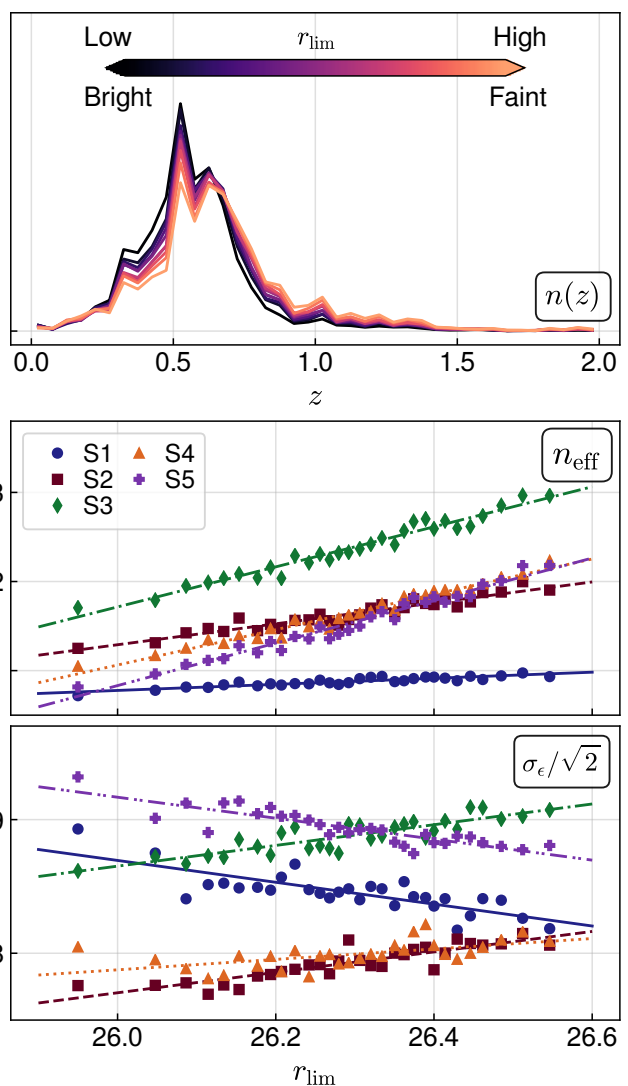 Low r_lim High
Bright Faint
n(z)
0.0 0.5 1.0 1.5 2.0
z
S1 S4 n_eff
S2 S5
S3
σ_ϵ/√2
26.0 26.2 26.4 26.6
r_lim